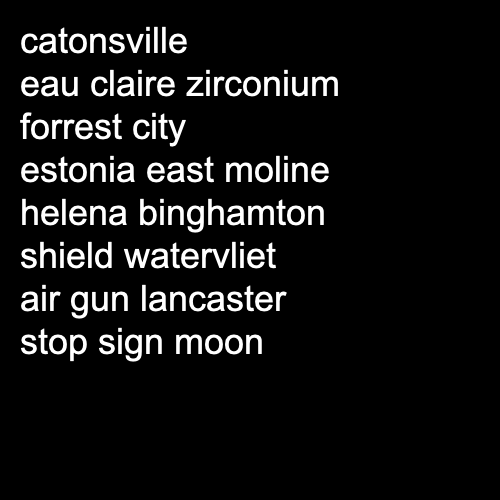 catonsville
eau claire zirconium
forrest city
estonia east moline
helena binghamton
shield watervliet
air gun lancaster
stop sign moon